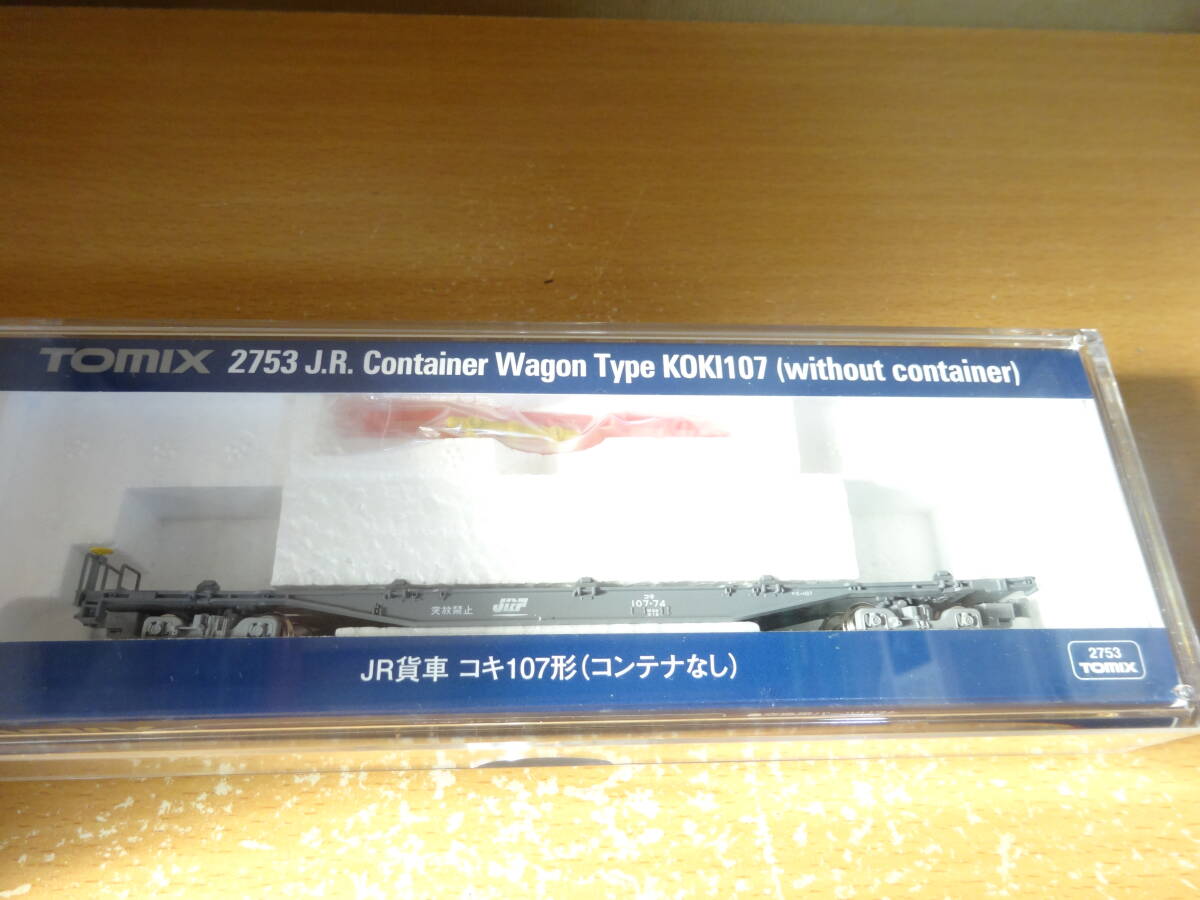 TOMIX 2753 J.R. Container Wagon Type KOKI107 (without container)
突放禁止 JRF コキ
107-74
JR貨車 コキ107形(コンテナなし)
2753
TOMIX